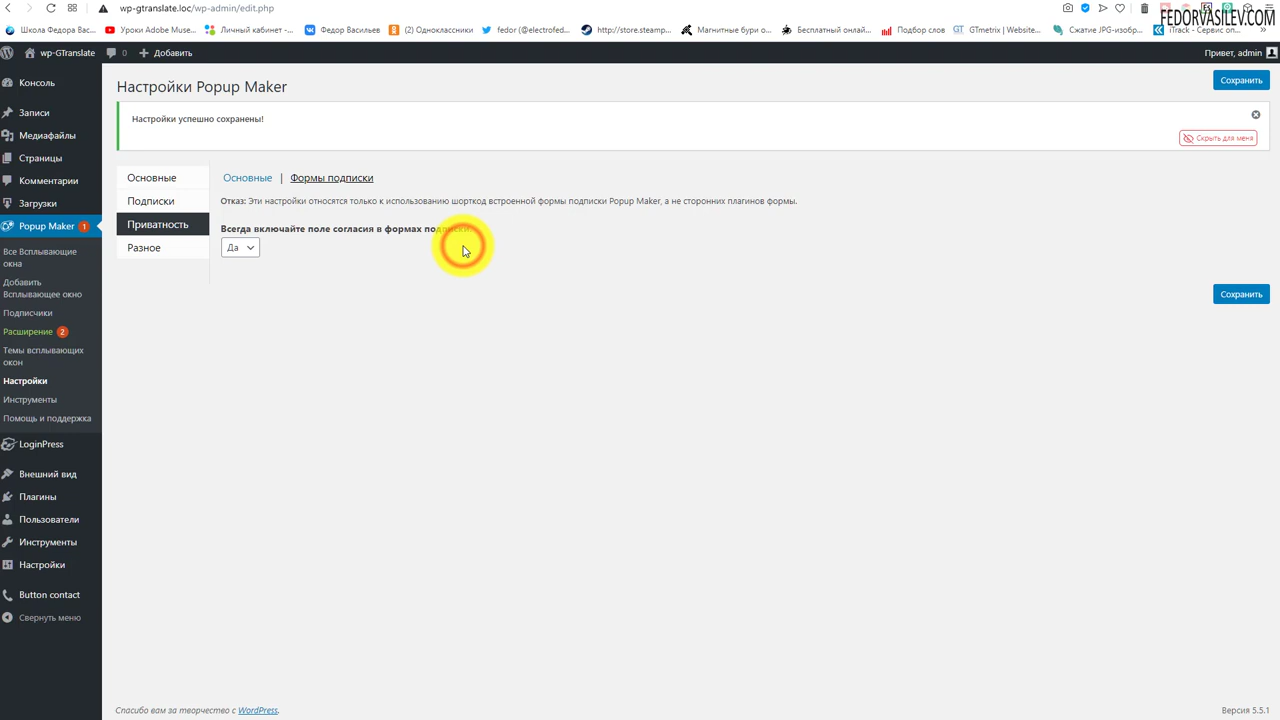 wp-gtranslate.loc/wp-admin/edit.php
FEDORVASILEV.COM
Школа Федора Вас...
Уроки Adobe Muse...
Личный кабинет -...
Федор Васильев
(2) Одноклассники
fedor (@electrofed...
http://store.steamp...
Магнитные бури о...
Бесплатный онлай...
Подбор слов
GTmetrix | Website...
Сжатие JPG-изобр...
iTrack - Сервис оп...
wp-GTranslate
0
Добавить
Привет, admin
Консоль
Записи
Медиафайлы
Страницы
Комментарии
Загрузки
Popup Maker 1
Все Всплывающие
окна
Добавить
Всплывающее окно
Подписчики
Расширение 2
Темы всплывающих
окон
Настройки
Инструменты
Помощь и поддержка
LoginPress
Внешний вид
Плагины
Пользователи
Инструменты
Настройки
Button contact
Свернуть меню
Настройки Popup Maker
Сохранить
Настройки успешно сохранены!
Скрыть для меня
Основные
Подписки
Приватность
Разное
Основные | Формы подписки
Отказ: Эти настройки относятся только к использованию шорткод встроенной формы подписки Popup Maker, а не сторонних плагинов формы.
Всегда включайте поле согласия в формах подписки.
Да
Сохранить
Спасибо вам за творчество с WordPress.
Версия 5.5.1